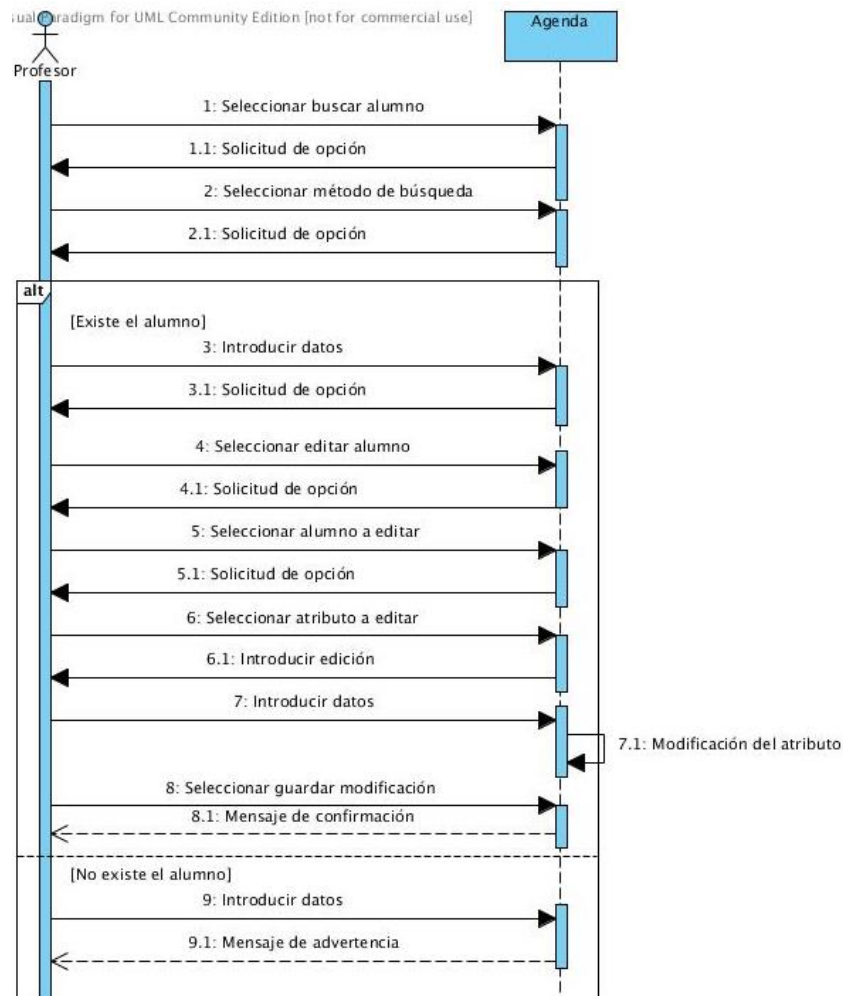 Paradigm for UML Community Edition [not for commercial use]
Agenda
Profesor
1: Seleccionar buscar alumno
1.1: Solicitud de opción
2: Seleccionar método de búsqueda
2.1: Solicitud de opción
alt
[Existe el alumno]
3: Introducir datos
3.1: Solicitud de opción
4: Seleccionar editar alumno
4.1: Solicitud de opción
5: Seleccionar alumno a editar
5.1: Solicitud de opción
6: Seleccionar atributo a editar
6.1: Introducir edición
7: Introducir datos
7.1: Modificación del atributo
8: Seleccionar guardar modificación
8.1: Mensaje de confirmación
[No existe el alumno]
9: Introducir datos
9.1: Mensaje de advertencia